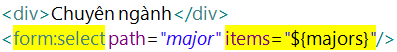 <div>Chuyên ngành</div>
<form:select path="major" items="${majors}"/>